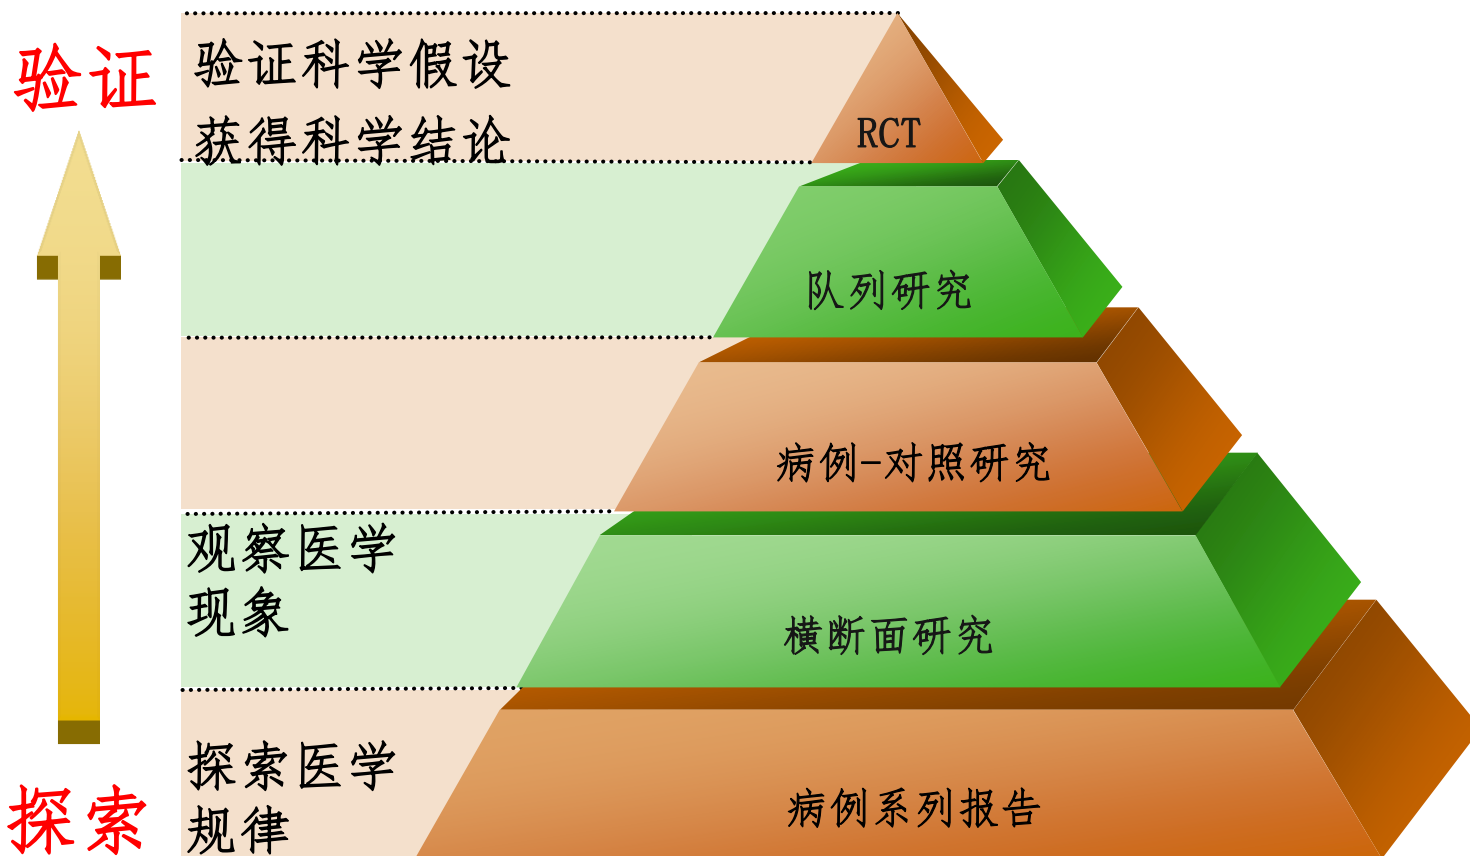 验证
验证科学假设
获得科学结论
RCT
队列研究
病例-对照研究
观察医学
现象
横断面研究
探索医学
规律
病例系列报告
探索